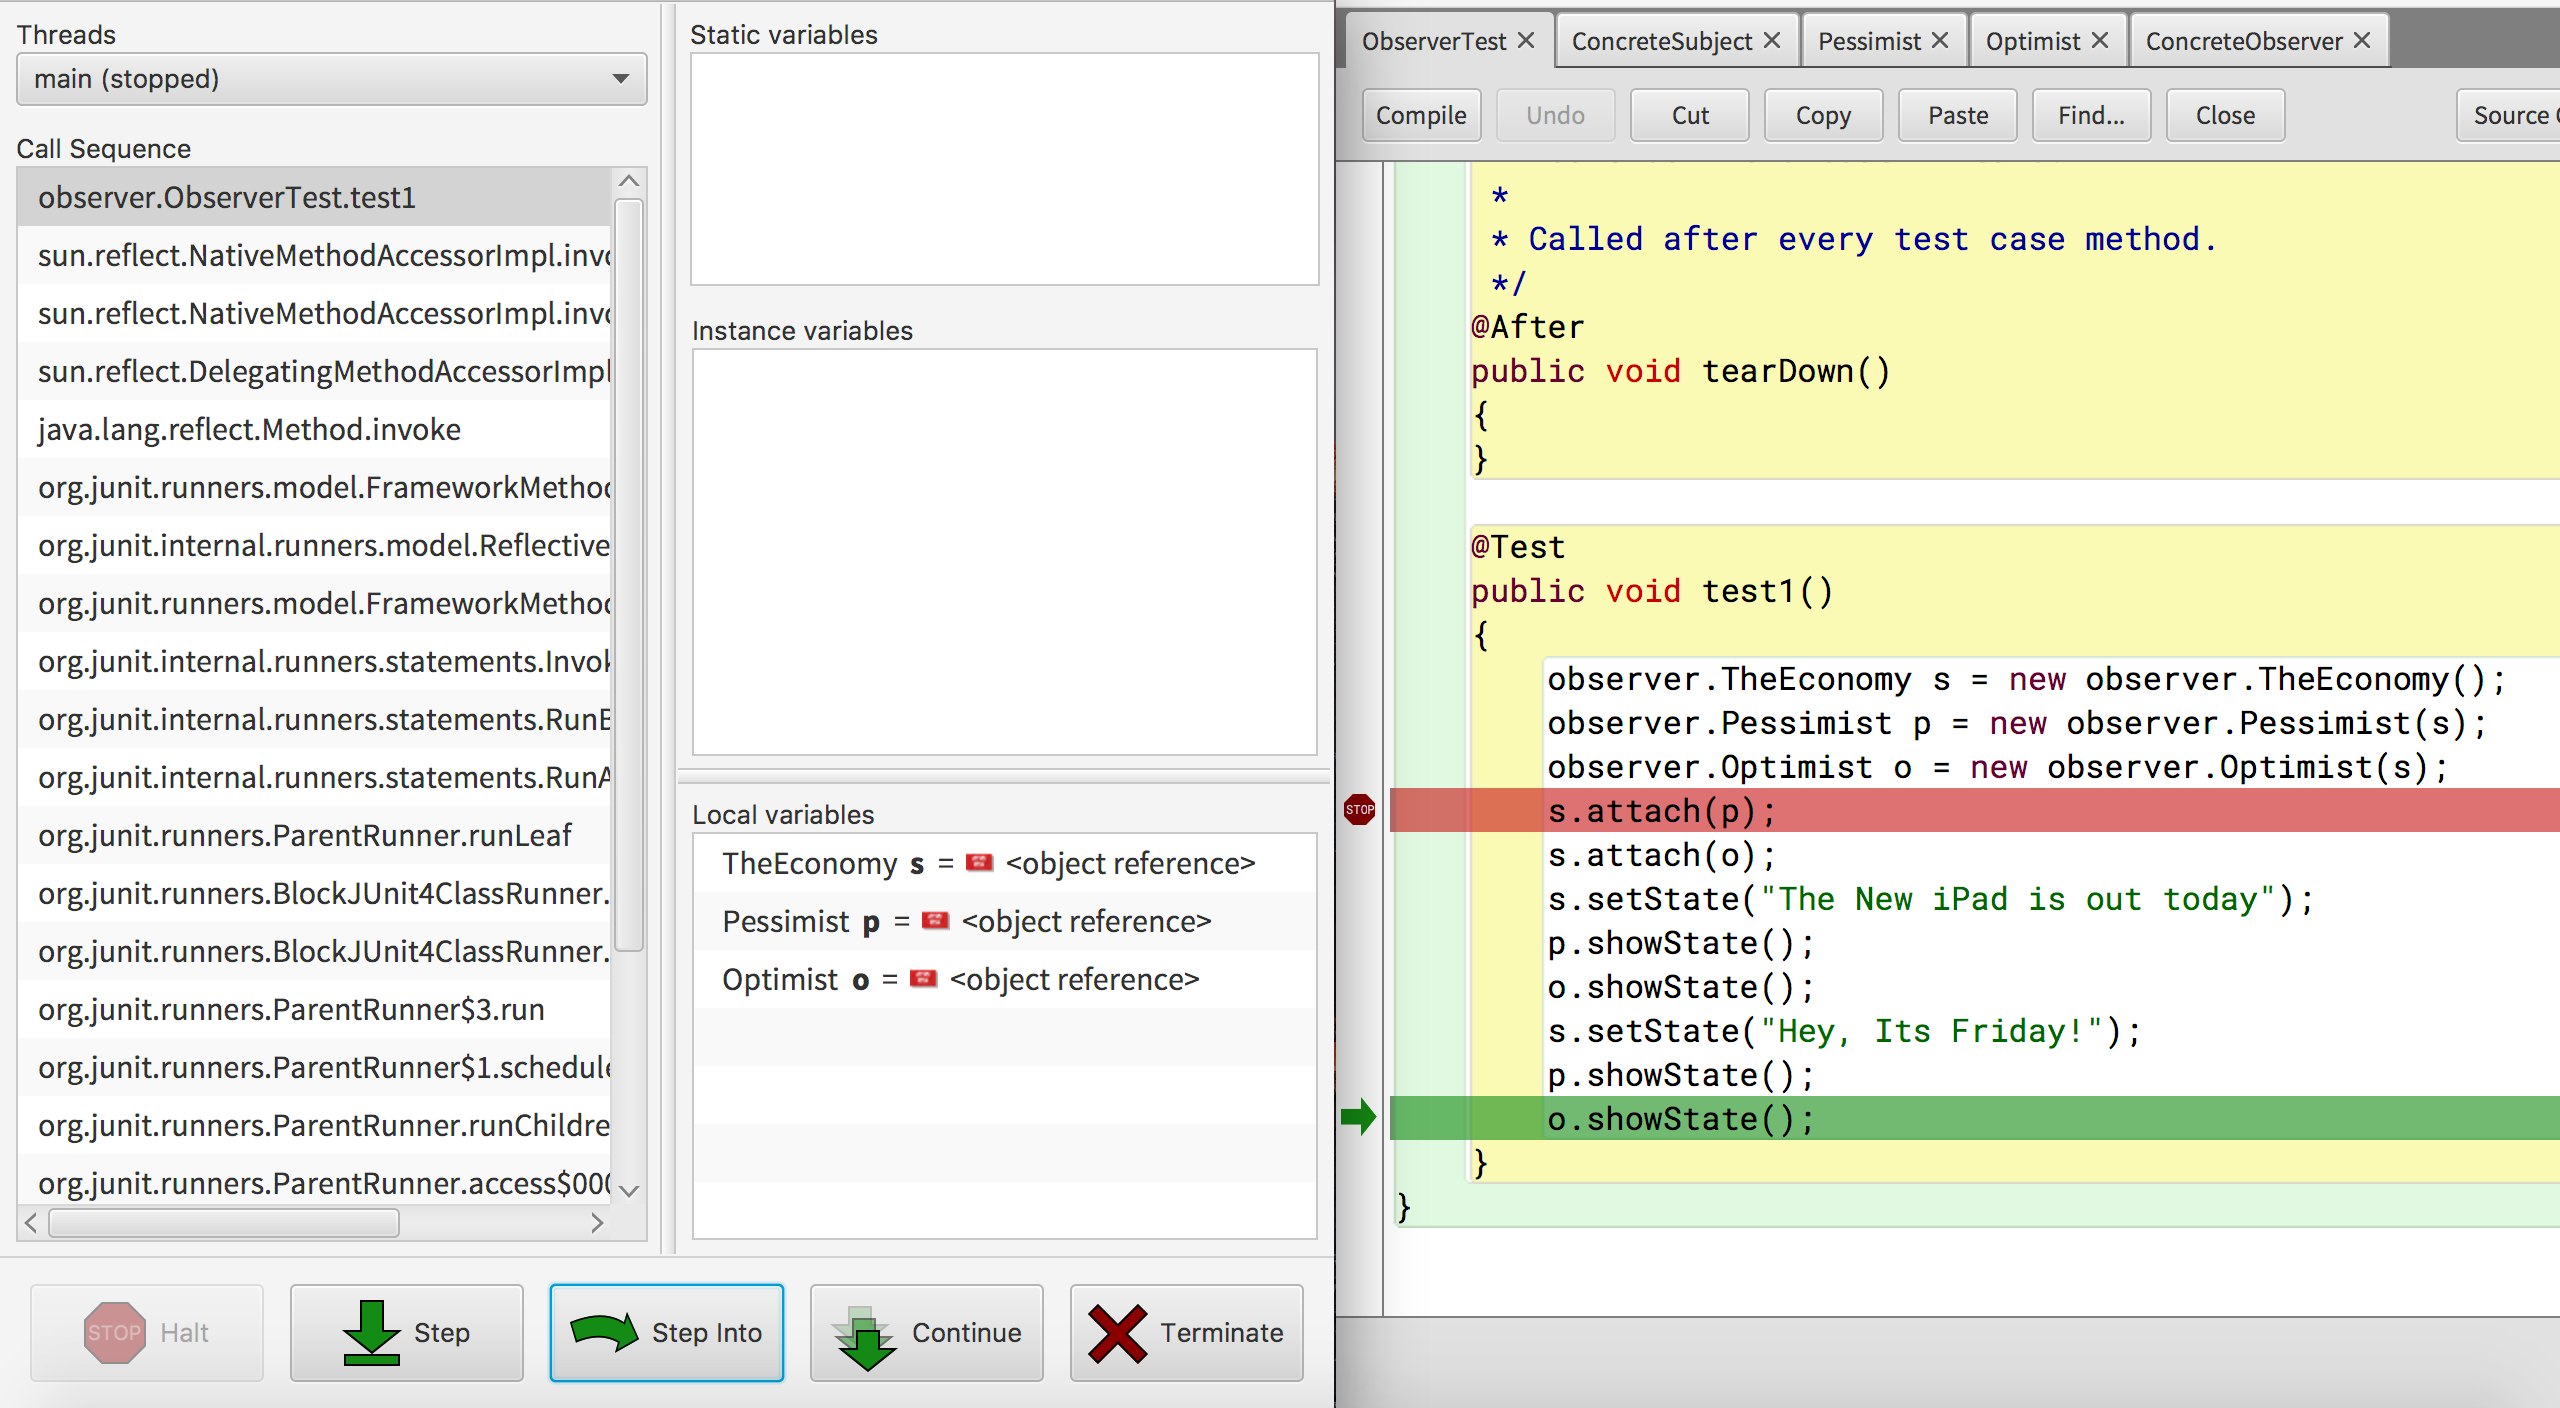 Threads
main (stopped)
Call Sequence
observer.ObserverTest.test1
sun.reflect.NativeMethodAccessorImpl.invo
sun.reflect.NativeMethodAccessorImpl.invo
sun.reflect.DelegatingMethodAccessorImpl
java.lang.reflect.Method.invoke
org.junit.runners.model.FrameworkMethod
org.junit.internal.runners.model.Reflective
org.junit.runners.model.FrameworkMethod
org.junit.internal.runners.statements.Invok
org.junit.internal.runners.statements.RunB
org.junit.internal.runners.statements.RunA
org.junit.runners.ParentRunner.runLeaf
org.junit.runners.BlockJUnit4ClassRunner.
org.junit.runners.BlockJUnit4ClassRunner.
org.junit.runners.ParentRunner$3.run
org.junit.runners.ParentRunner$1.schedule
org.junit.runners.ParentRunner.runChildre
org.junit.runners.ParentRunner.access$000
Static variables
Instance variables
Local variables
TheEconomy s = <object reference>
Pessimist p = <object reference>
Optimist o = <object reference>
STOP Halt
Step
Step Into
Continue
Terminate
ObserverTest
ConcreteSubject
Pessimist
Optimist
ConcreteObserver
Compile
Undo
Cut
Copy
Paste
Find...
Close
Source
*
* Called after every test case method.
*/
@After
public void tearDown()
{
}
@Test
public void test1()
{
observer.TheEconomy s = new observer.TheEconomy();
observer.Pessimist p = new observer.Pessimist(s);
observer.Optimist o = new observer.Optimist(s);
STOP s.attach(p);
s.attach(o);
s.setState("The New iPad is out today");
p.showState();
o.showState();
s.setState("Hey, Its Friday!");
p.showState();
o.showState();
}
}